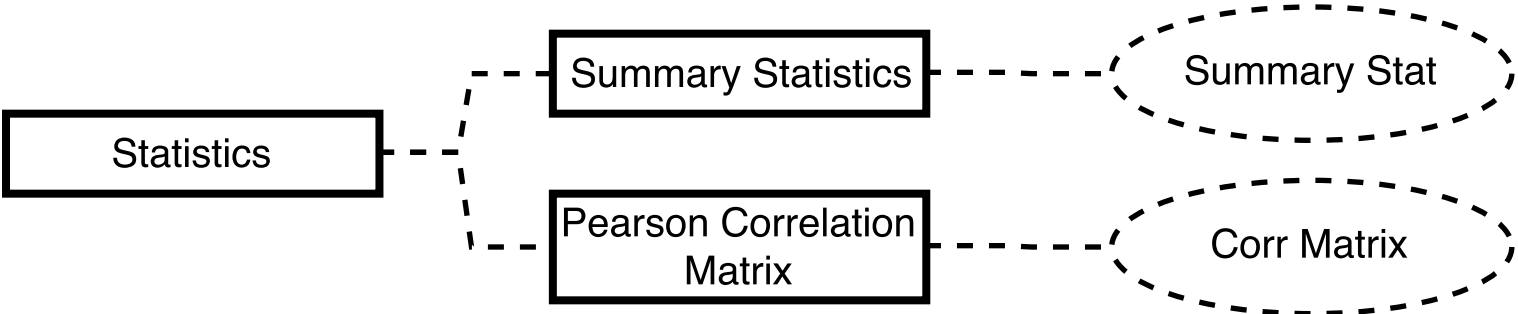 Statistics
Summary Statistics
Summary Stat
Pearson Correlation
Matrix
Corr Matrix